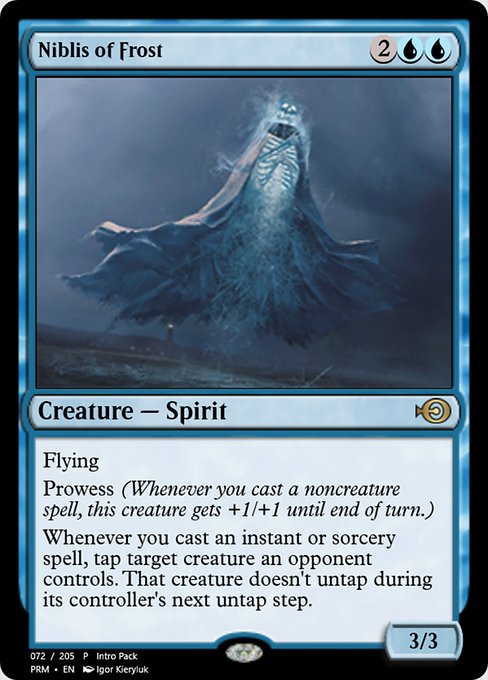 Niblis of Frost 2
Creature — Spirit
Flying
Prowess (Whenever you cast a noncreature
spell, this creature gets +1/+1 until end of turn.)
Whenever you cast an instant or sorcery
spell, tap target creature an opponent
controls. That creature doesn't untap during
its controller's next untap step.
3/3
072 / 205 P Intro Pack
PRM • EN Igor Kieryluk